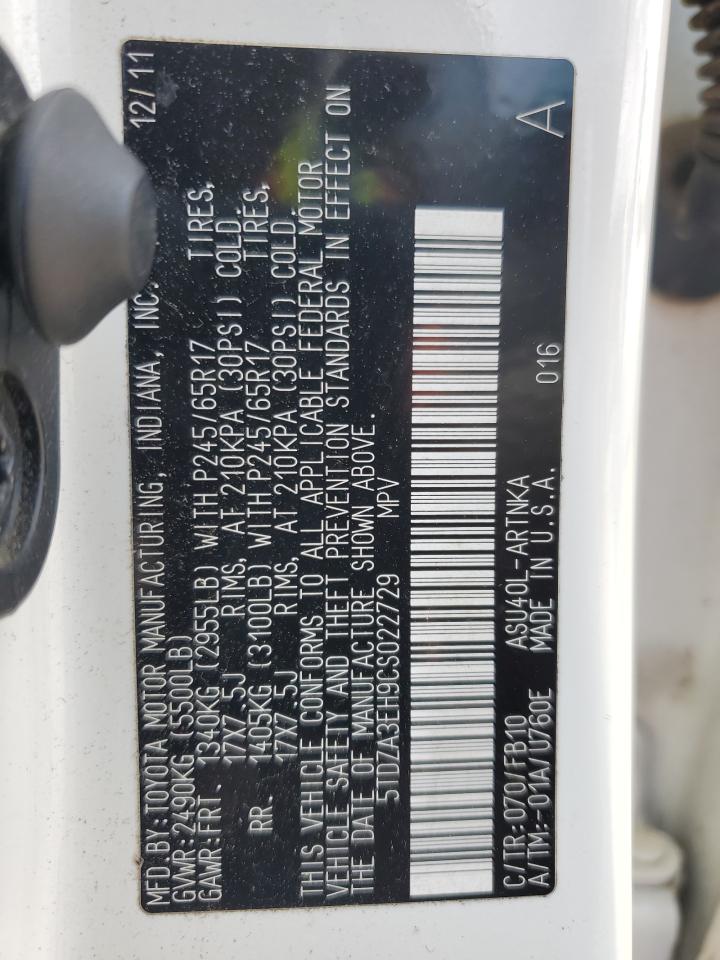 MFD BY: TOYOTA MOTOR MANUFACTURING, INDIANA, INC. 12/11
GVWR: 2490KG (5500LB)
GAWR: FRT. 1340KG (2955LB) WITH P245/65R17 TIRES,
17X7.5J RIMS, AT 210KPA (30PSI) COLD.
RR. 1405KG (3100LB) WITH P245/65R17 TIRES,
17X7.5J RIMS, AT 210KPA (30PSI) COLD.
THIS VEHICLE CONFORMS TO ALL APPLICABLE FEDERAL MOTOR
VEHICLE SAFETY AND THEFT PREVENTION STANDARDS IN EFFECT ON
THE DATE OF MANUFACTURE SHOWN ABOVE.
5TDZA3EH9CS022729 MPV
C/TR: 070/FB10 ASU40L-ARTNKA 016 A
A/TM: -01A/U760E MADE IN U.S.A.